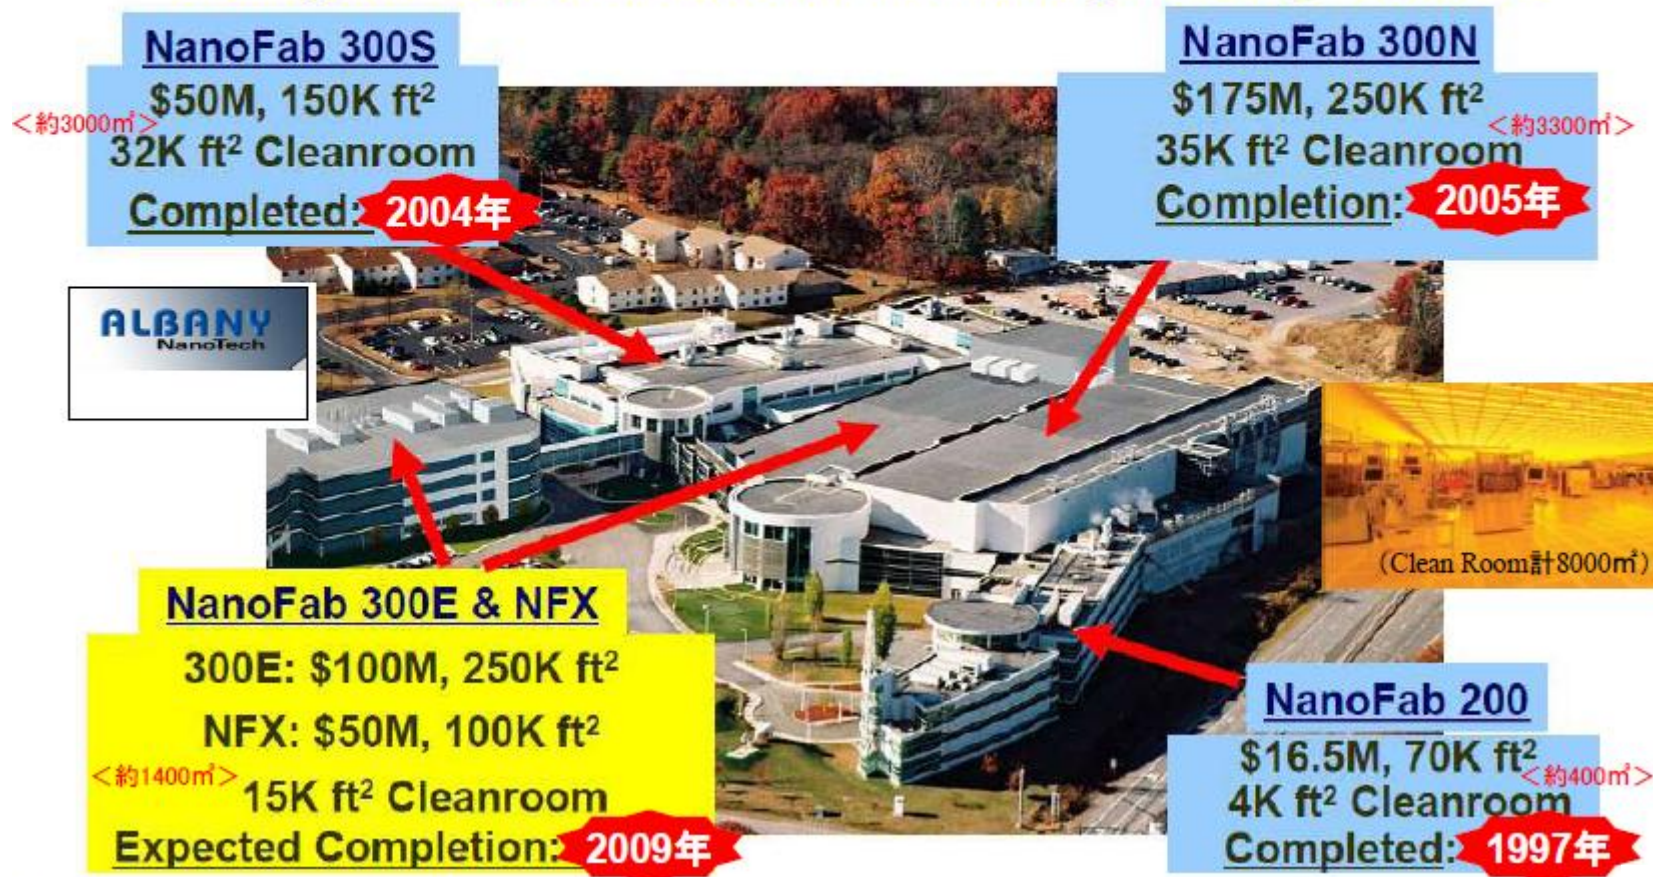 NanoFab 300S
$50M, 150K ft²
<約3000㎡>
32K ft² Cleanroom
Completed: 2004年
NanoFab 300N
$175M, 250K ft²
<約3300㎡>
35K ft² Cleanroom
Completion: 2005年
ALBANY
NanoTech
(Clean Room計8000㎡)
NanoFab 300E & NFX
300E: $100M, 250K ft²
NFX: $50M, 100K ft²
<約1400㎡>
15K ft² Cleanroom
Expected Completion: 2009年
NanoFab 200
$16.5M, 70K ft²
<約400㎡>
4K ft² Cleanroom
Completed: 1997年